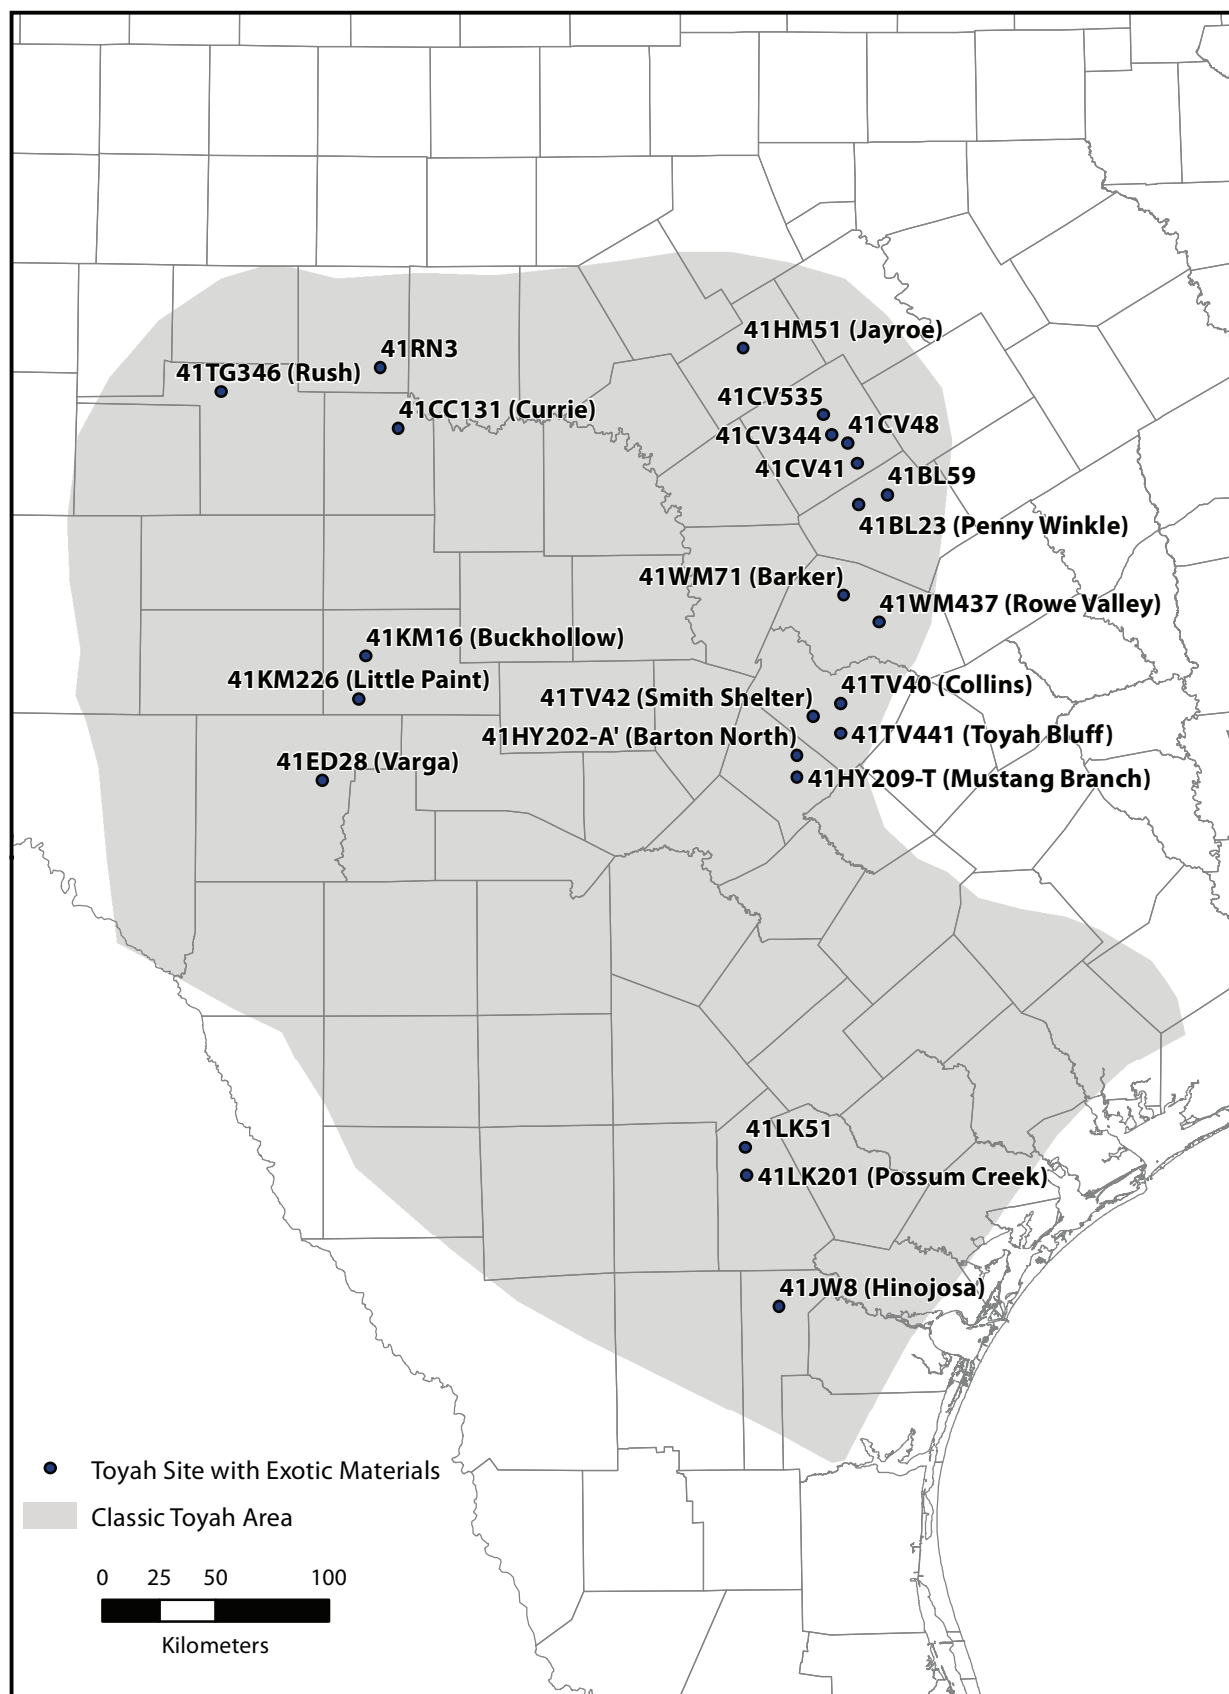 41HM51 (Jayroe)
41RN3
41TG346 (Rush)
41CC131 (Currie)
41CV535
41CV48
41CV344
41CV41
41BL59
41BL23 (Penny Winkle)
41WM71 (Barker)
41WM437 (Rowe Valley)
41KM16 (Buckhollow)
41KM226 (Little Paint)
41TV40 (Collins)
41TV42 (Smith Shelter)
41TV441 (Toyah Bluff)
41HY202-A' (Barton North)
41ED28 (Varga)
41HY209-T (Mustang Branch)
41LK51
41LK201 (Possum Creek)
41JW8 (Hinojosa)
Toyah Site with Exotic Materials
Classic Toyah Area
0 25 50 100
Kilometers